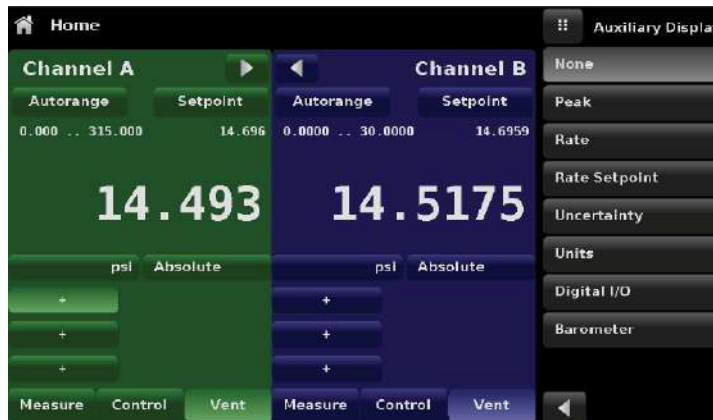 Home
Channel A
Autorange Setpoint
0.000 .. 315.000 14.696
14.493
psi Absolute
+
+
+
Measure Control Vent
Channel B
Autorange Setpoint
0.0000 .. 30.0000 14.6959
14.5175
psi Absolute
+
+
+
Measure Control Vent
Auxiliary Displa
None
Peak
Rate
Rate Setpoint
Uncertainty
Units
Digital I/O
Barometer